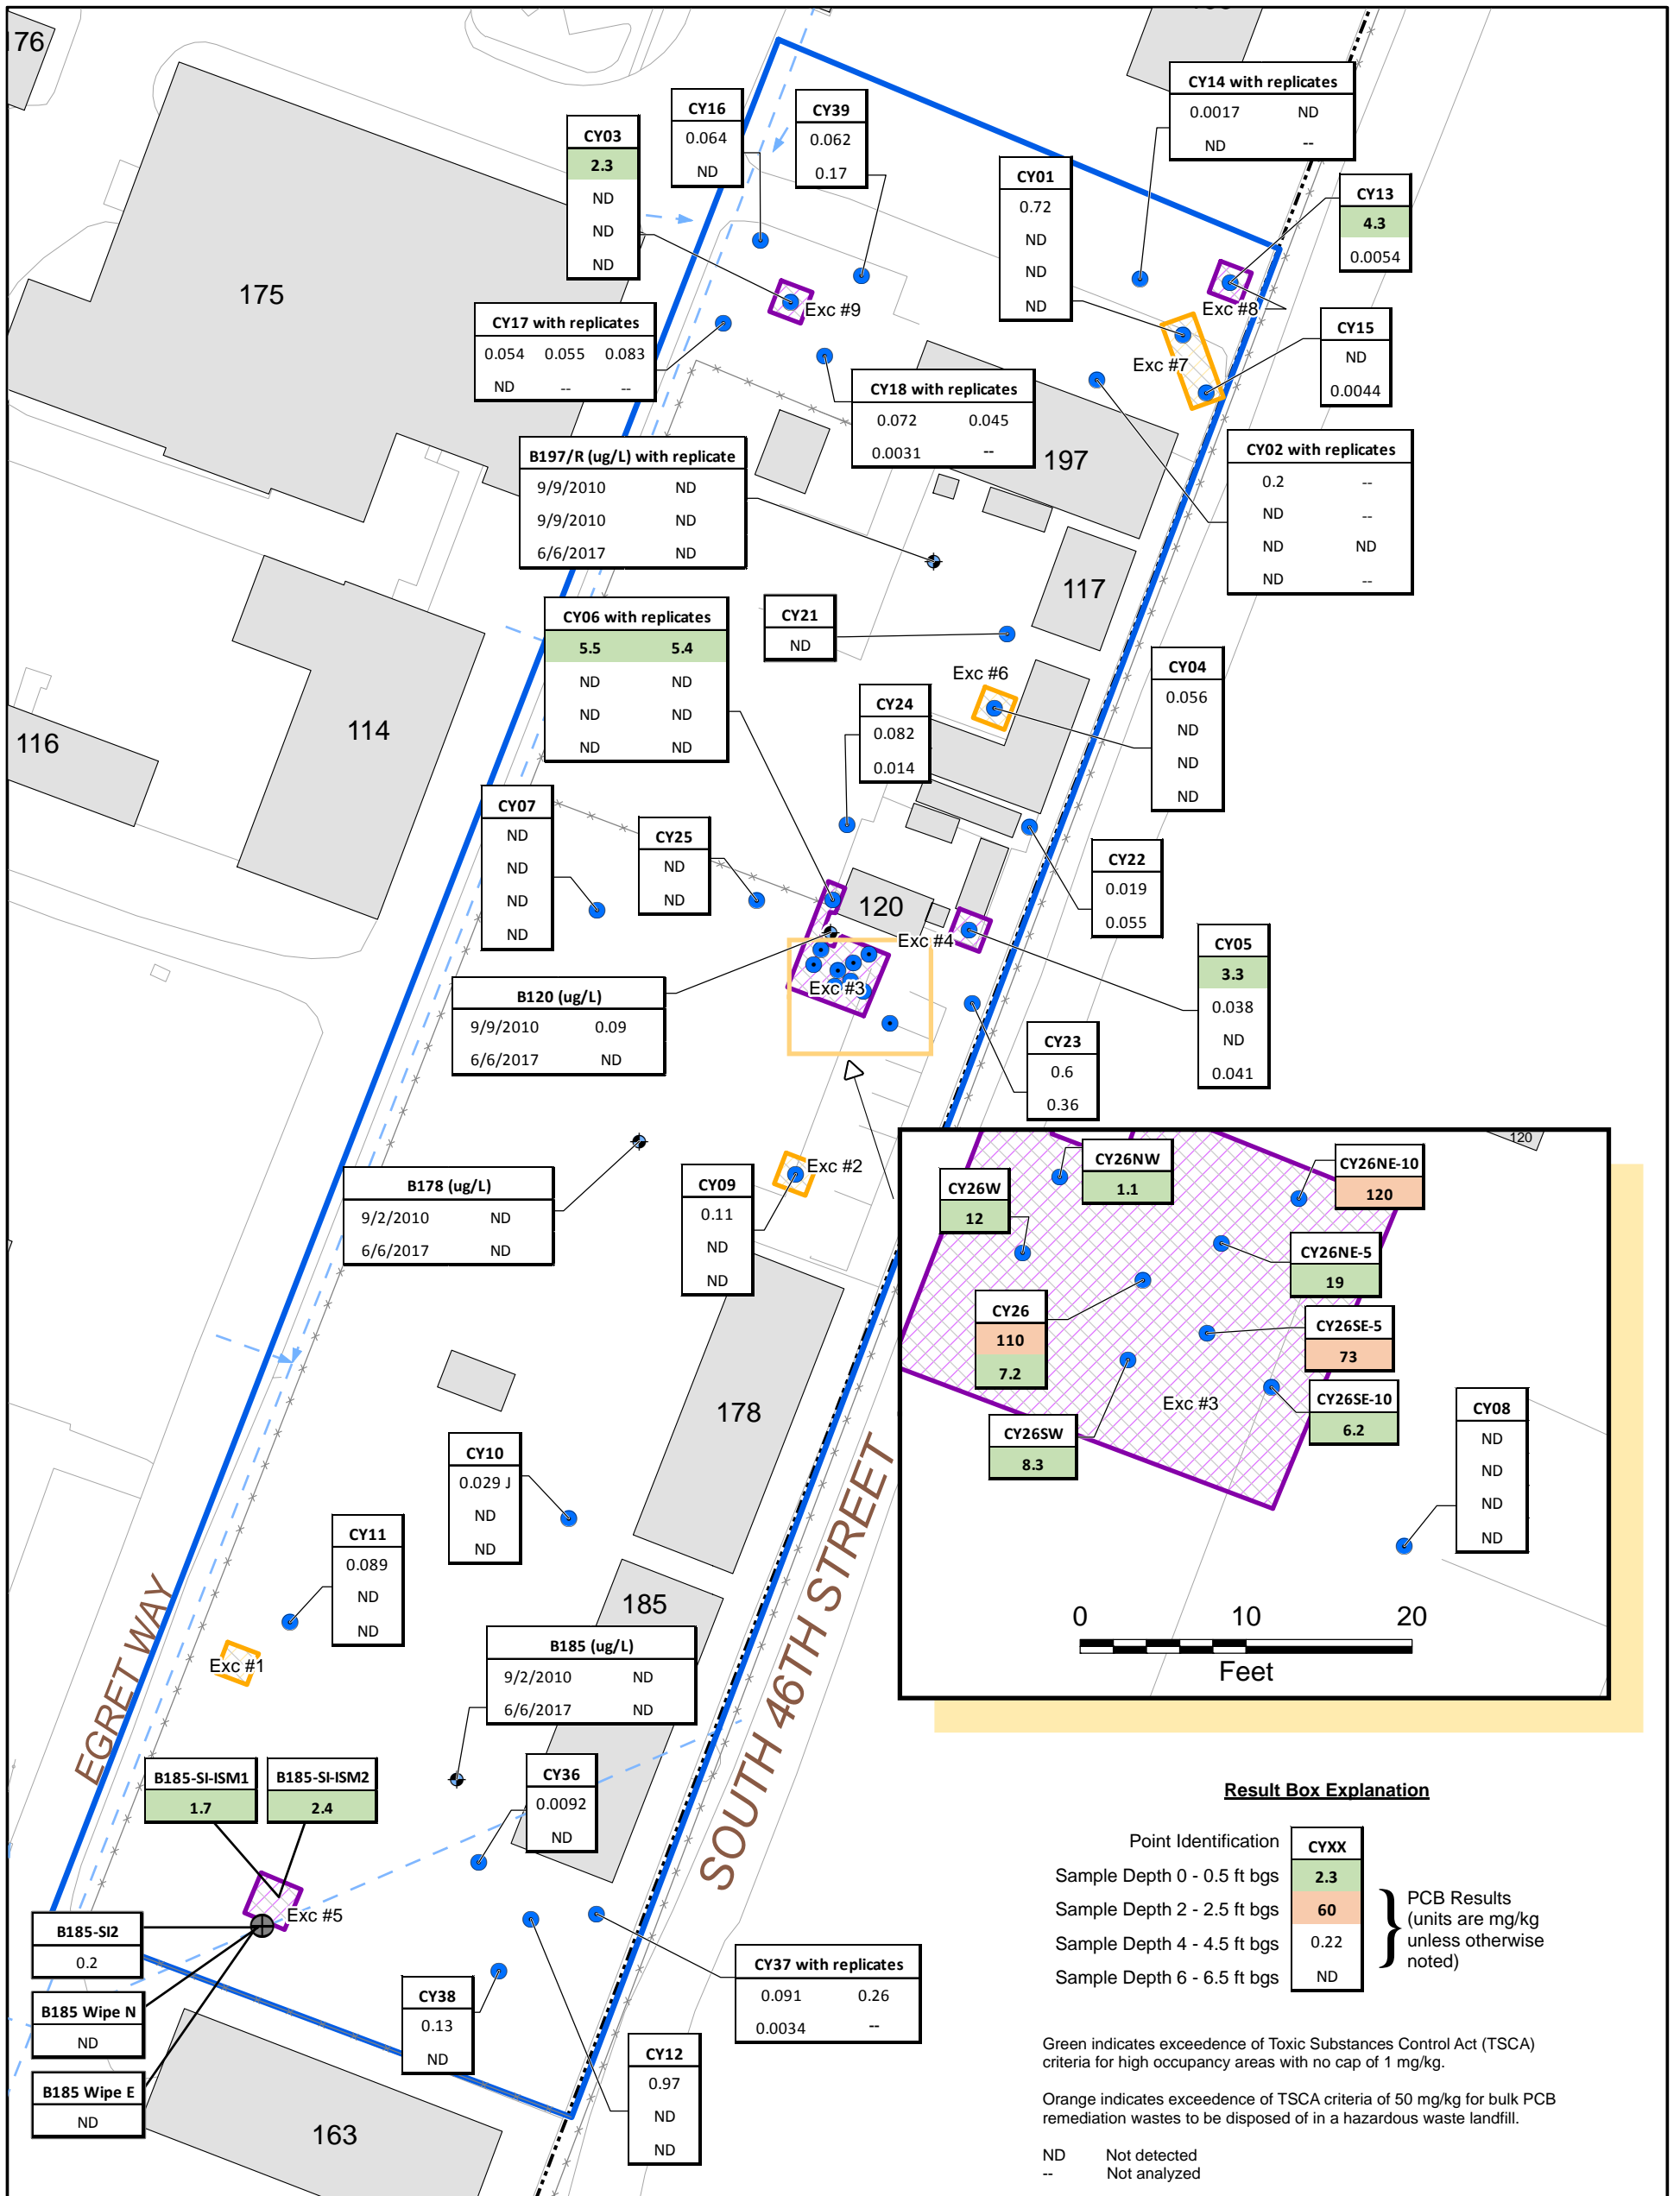 176
175
CY16
0.064
ND
CY39
0.062
0.17
CY03
2.3
ND
ND
ND
CY14 with replicates
0.0017 ND
ND --
CY01
0.72
ND
ND
ND
CY13
4.3
0.0054
Exc #9
Exc #8
CY17 with replicates
0.054 0.055 0.083
ND -- --
CY15
ND
0.0044
Exc #7
CY18 with replicates
0.072 0.045
0.0031 --
197
CY02 with replicates
0.2 --
ND --
ND ND
ND --
B197/R (ug/L) with replicate
9/9/2010 ND
9/9/2010 ND
6/6/2017 ND
117
CY06 with replicates
5.5 5.4
ND ND
ND ND
ND ND
CY21
ND
Exc #6
CY04
0.056
ND
ND
ND
116
114
CY24
0.082
0.014
CY07
ND
ND
ND
ND
CY25
ND
ND
120
CY22
0.019
0.055
Exc #4
CY05
3.3
0.038
ND
0.041
Exc #3
B120 (ug/L)
9/9/2010 0.09
6/6/2017 ND
CY23
0.6
0.36
B178 (ug/L)
9/2/2010 ND
6/6/2017 ND
CY09
0.11
ND
ND
Exc #2
120
CY26NW
1.1
CY26NE-10
120
CY26W
12
CY26NE-5
19
CY26
110
7.2
CY26SE-5
73
CY26SE-10
6.2
CY26SW
8.3
Exc #3
CY08
ND
ND
ND
ND
0 10 20
Feet
178
CY10
0.029 J
ND
ND
CY11
0.089
ND
ND
185
Exc #1
B185 (ug/L)
9/2/2010 ND
6/6/2017 ND
EGRET WAY
SOUTH 46TH STREET
B185-SI-ISM1
1.7
B185-SI-ISM2
2.4
CY36
0.0092
ND
Exc #5
B185-SI2
0.2
B185 Wipe N
ND
B185 Wipe E
ND
CY38
0.13
ND
CY37 with replicates
0.091 0.26
0.0034 --
CY12
0.97
ND
ND
163
Result Box Explanation
Point Identification CYXX
Sample Depth 0 - 0.5 ft bgs 2.3
Sample Depth 2 - 2.5 ft bgs 60
Sample Depth 4 - 4.5 ft bgs 0.22
Sample Depth 6 - 6.5 ft bgs ND
PCB Results
(units are mg/kg
unless otherwise
noted)
Green indicates exceedence of Toxic Substances Control Act (TSCA)
criteria for high occupancy areas with no cap of 1 mg/kg.
Orange indicates exceedence of TSCA criteria of 50 mg/kg for bulk PCB
remediation wastes to be disposed of in a hazardous waste landfill.
ND Not detected
-- Not analyzed